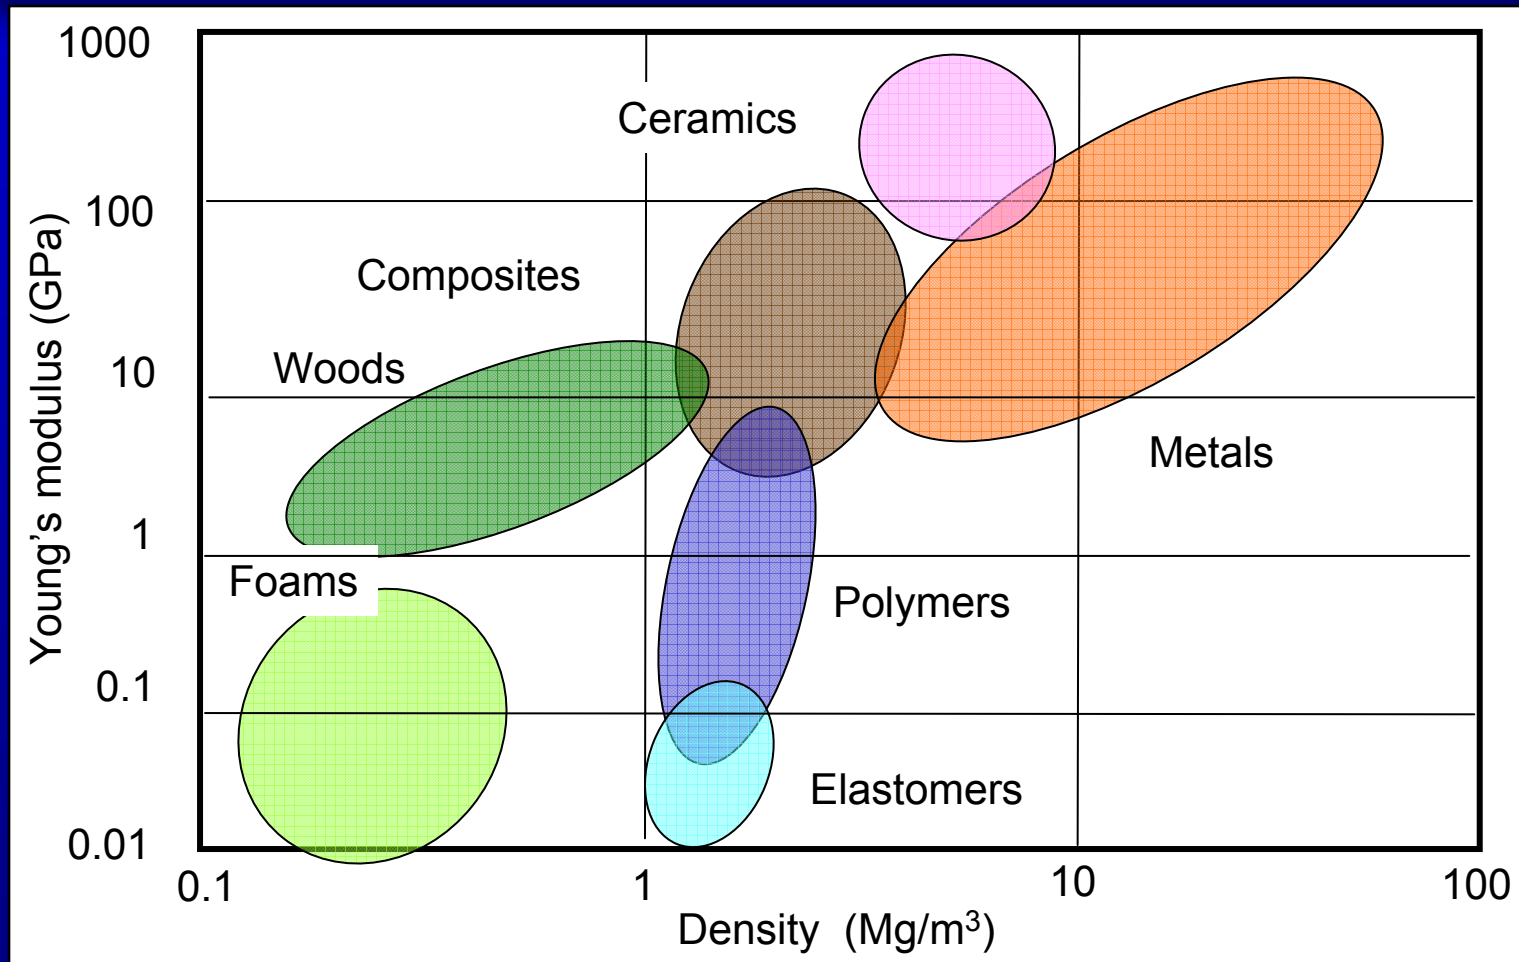 1000
Ceramics
100
Composites
Woods
10
Metals
1
Foams
Polymers
0.1
Elastomers
0.01
Young's modulus (GPa)
0.1
1
10
100
Density (Mg/m³)